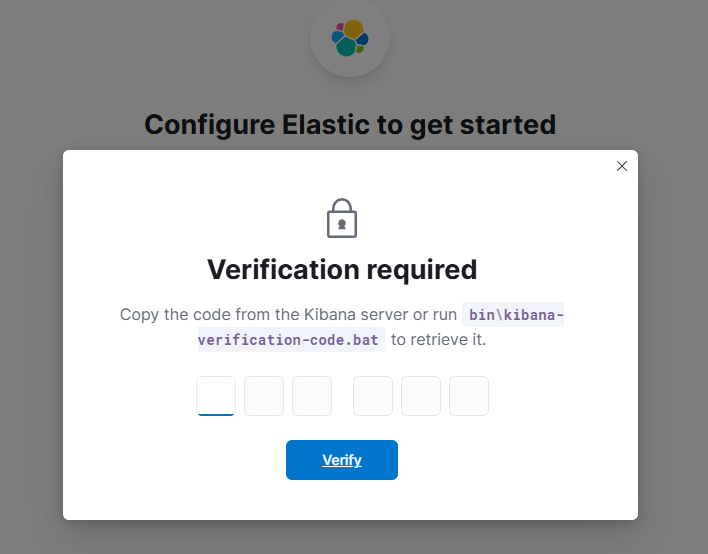 Configure Elastic to get started
Verification required
Copy the code from the Kibana server or run bin\kibana-
verification-code.bat to retrieve it.
Verify